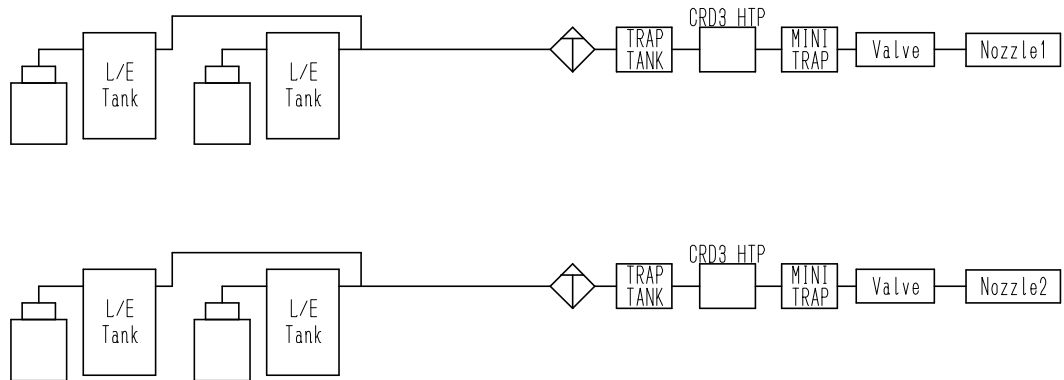 CRD3 HTP
L/E
Tank
L/E
Tank
TRAP
TANK
MINI
TRAP
Valve
Nozzle1
CRD3 HTP
L/E
Tank
L/E
Tank
TRAP
TANK
MINI
TRAP
Valve
Nozzle2